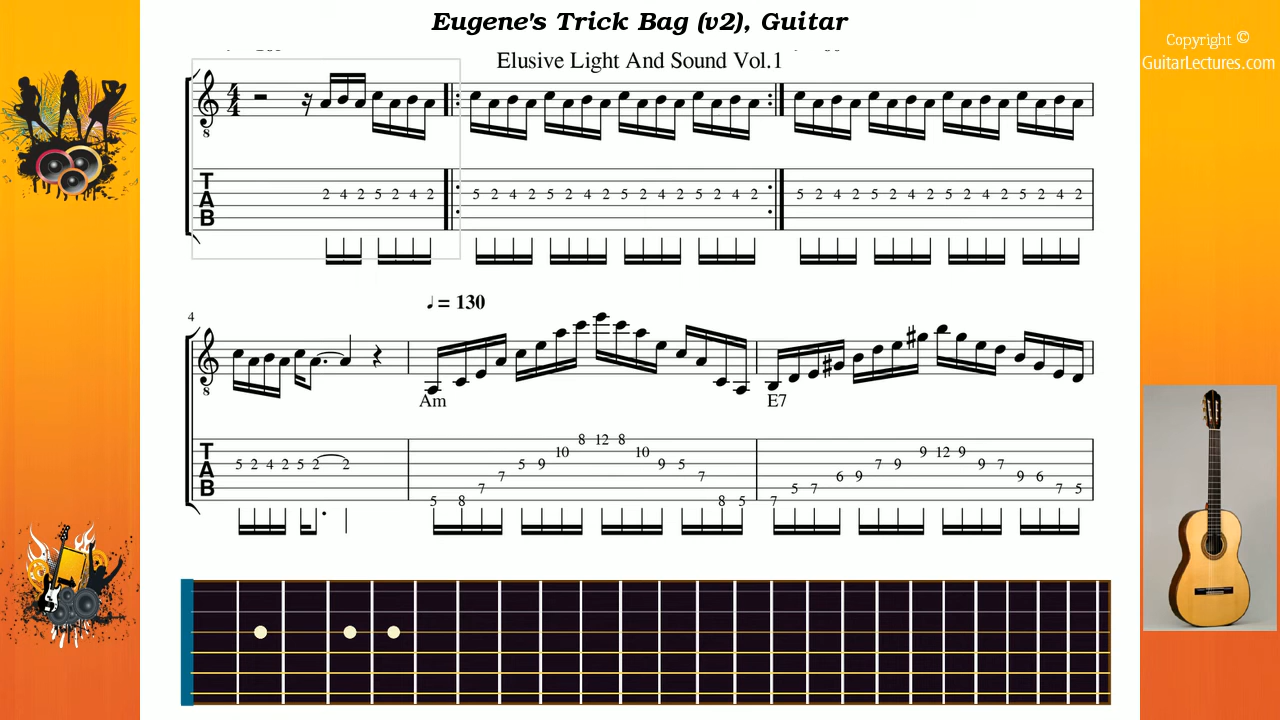 Eugene's Trick Bag (v2), Guitar
Copyright ©
GuitarLectures.com
Elusive Light And Sound Vol.1
4
4
8
T
A
B
2 4 2 5 2 4 2 5 2 4 2 5 2 4 2 5 2 4 2 5 2 4 2 5 2 4 2 5 2 4 2 5 2 4 2 5 2 4 2
♩ = 130
4
8
Am E7
T
A
B
5 2 4 2 5 2 2 5 8 7 7 5 9 10 8 12 8 10 9 5 7 8 5 7 5 7 6 9 7 9 9 12 9 9 7 9 6 7 5